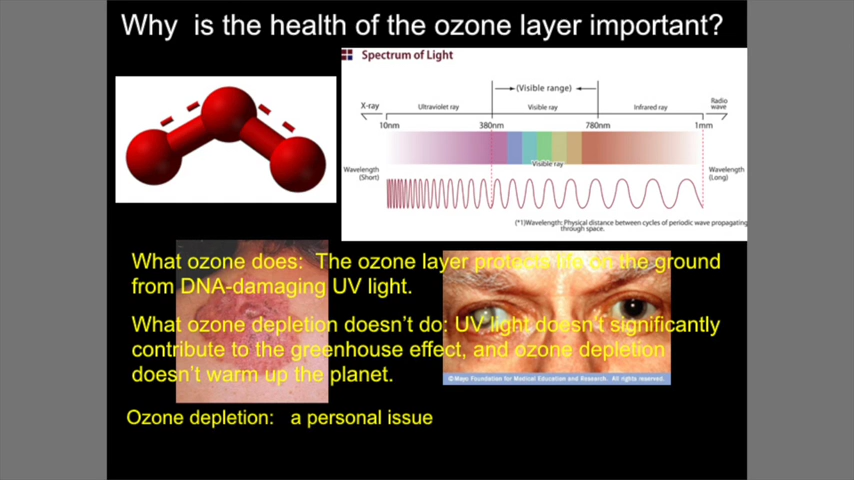 Why is the health of the ozone layer important?
Spectrum of Light
(Visible range)
X-ray Ultraviolet ray Visible ray Infrared ray Radio wave
10nm 380nm 780nm 1mm
Visible ray
Wavelength (Short)
Wavelength (Long)
(*1)Wavelength: Physical distance between cycles of periodic wave propagating
through space.
What ozone does: The ozone layer protects life on the ground
from DNA-damaging UV light.
What ozone depletion doesn't do: UV light doesn't significantly
contribute to the greenhouse effect, and ozone depletion
doesn't warm up the planet.
©Mayo Foundation for Medical Education and Research. All rights reserved.
Ozone depletion: a personal issue